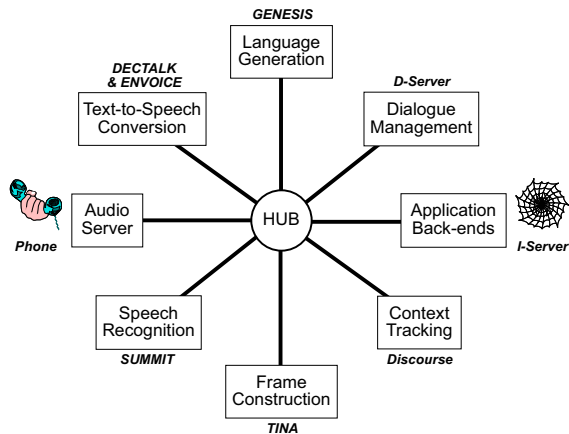 GENESIS
Language
Generation
DECTALK
& ENVOICE
Text-to-Speech
Conversion
D-Server
Dialogue
Management
Phone
Audio
Server
HUB
Application
Back-ends
I-Server
Speech
Recognition
SUMMIT
Context
Tracking
Discourse
Frame
Construction
TINA